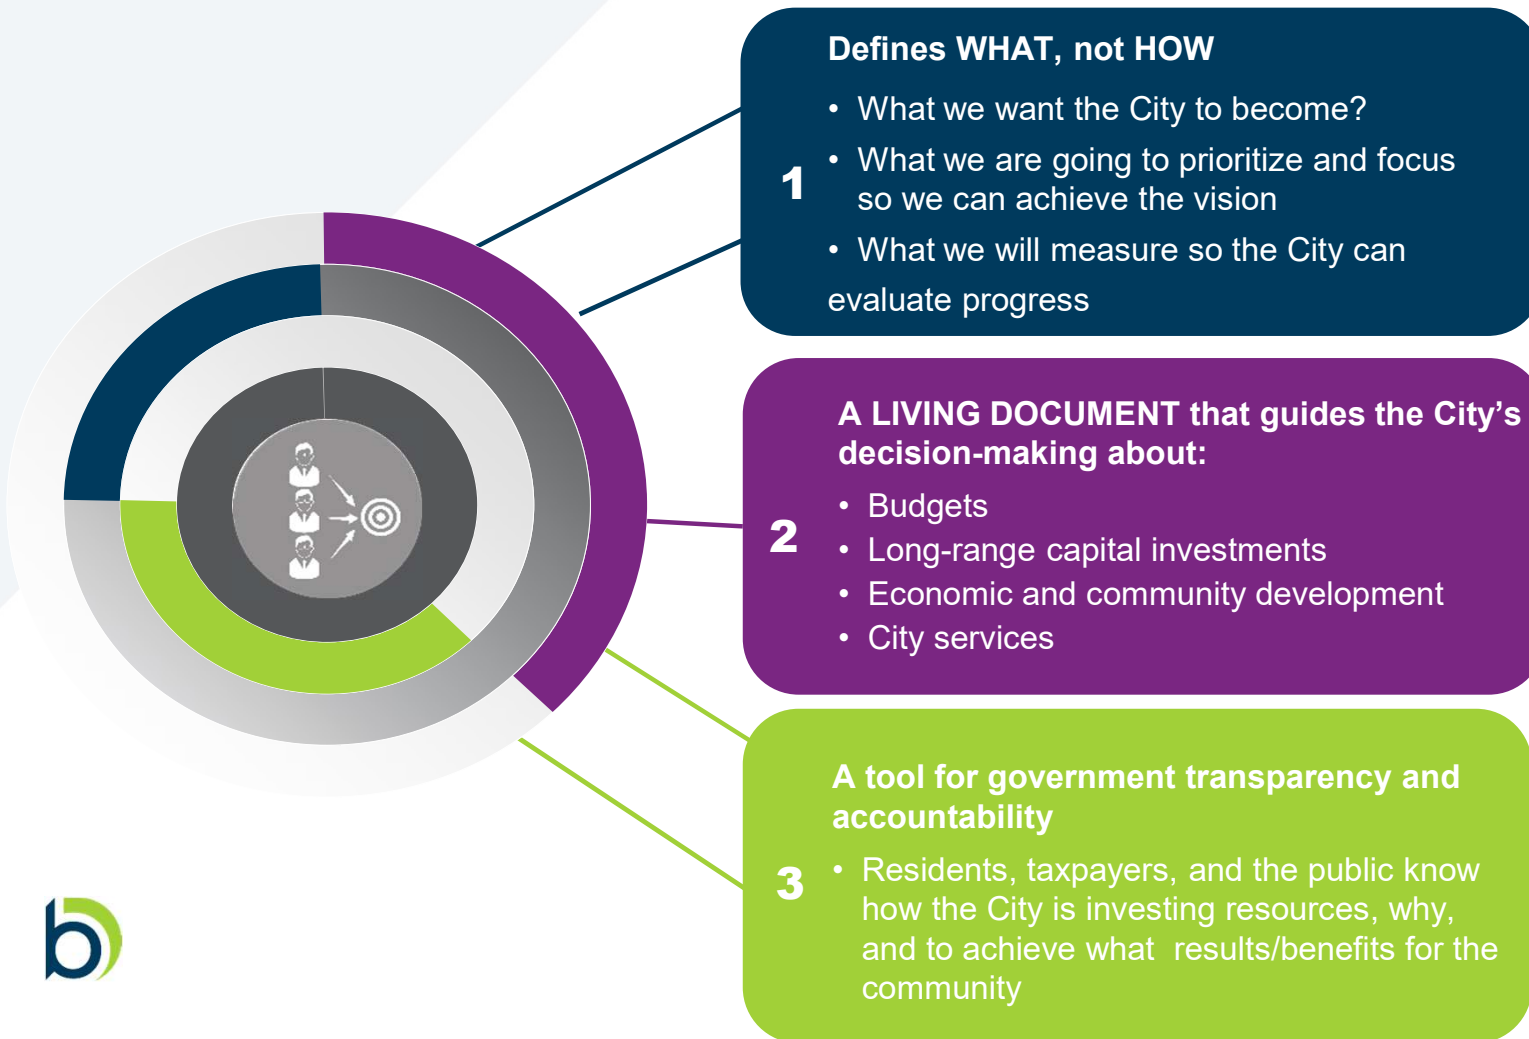 Defines WHAT, not HOW
• What we want the City to become?
• What we are going to prioritize and focus
so we can achieve the vision
• What we will measure so the City can
evaluate progress
1
A LIVING DOCUMENT that guides the City’s
decision-making about:
• Budgets
• Long-range capital investments
• Economic and community development
• City services
2
A tool for government transparency and
accountability
• Residents, taxpayers, and the public know
how the City is investing resources, why,
and to achieve what  results/benefits for the
community
3
b